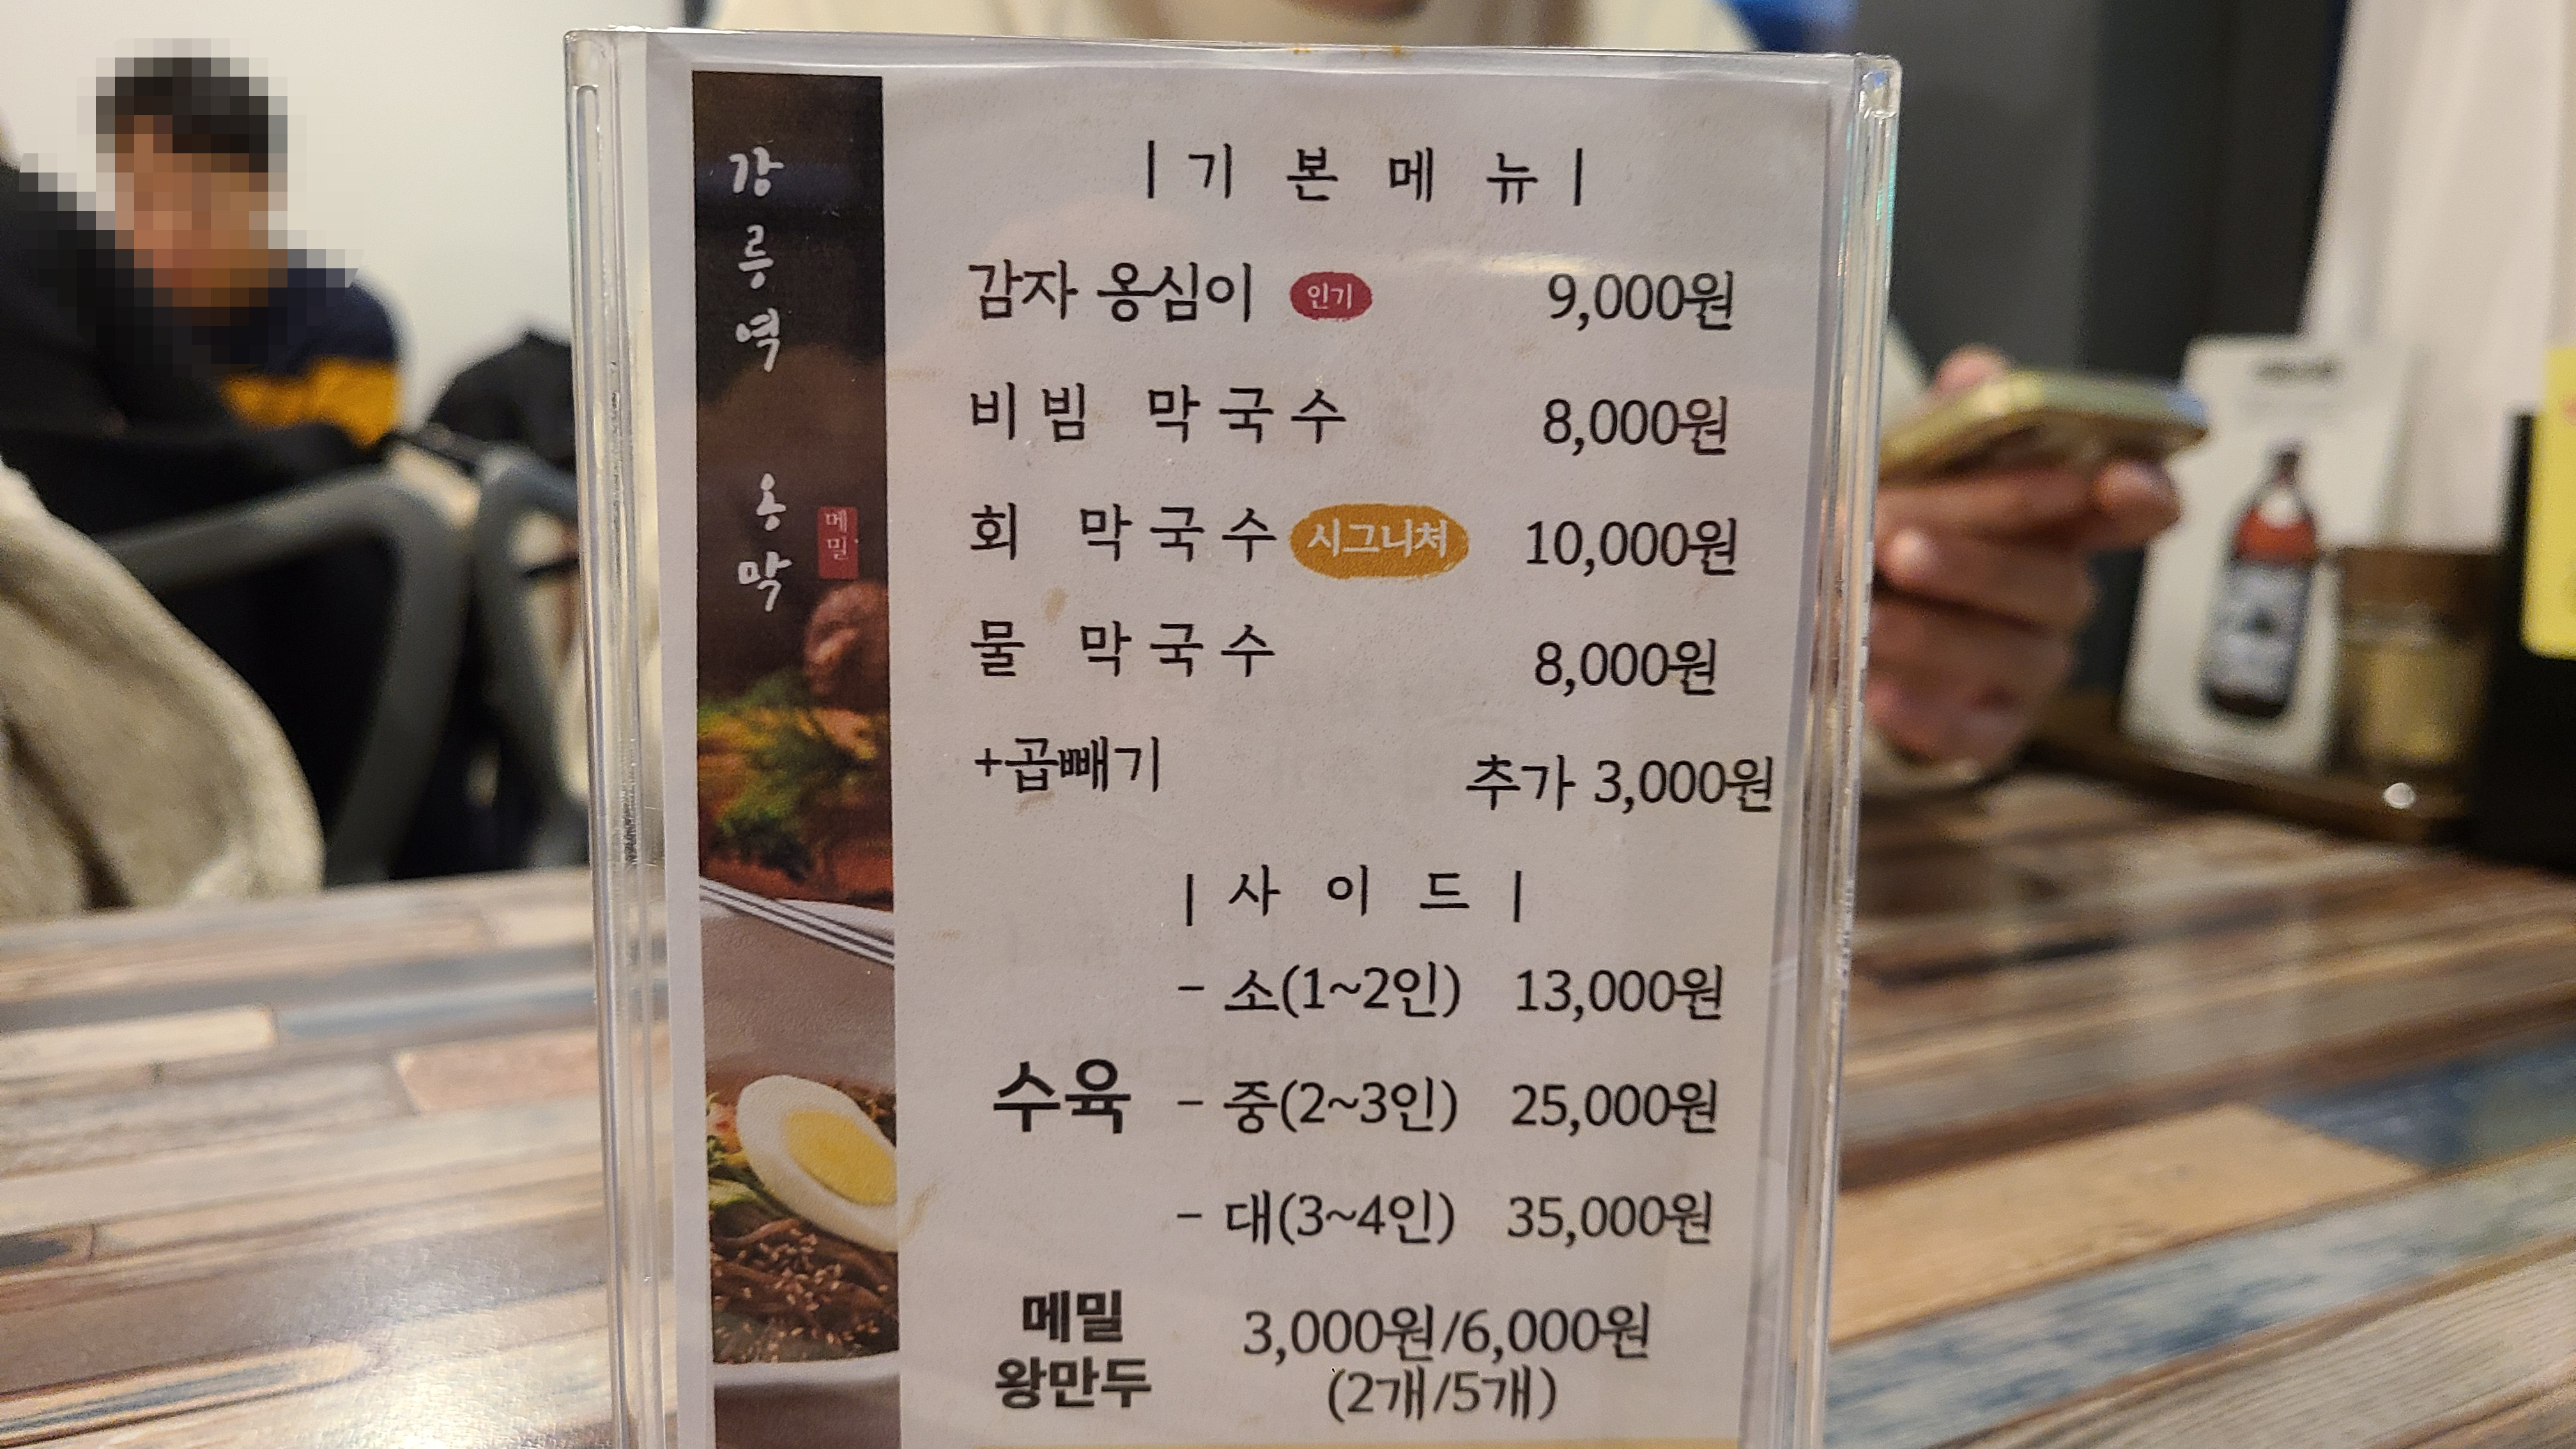 강릉역 옹막
메밀
| 기 본 메 뉴 |
감자 옹심이 인기 9,000원
비빔 막국수 8,000원
회 막국수 시그니쳐 10,000원
물 막국수 8,000원
+곱빼기 추가 3,000원
| 사 이 드 |
- 소(1~2인) 13,000원
수육 - 중(2~3인) 25,000원
- 대(3~4인) 35,000원
메밀 3,000원/6,000원
왕만두 (2개/5개)